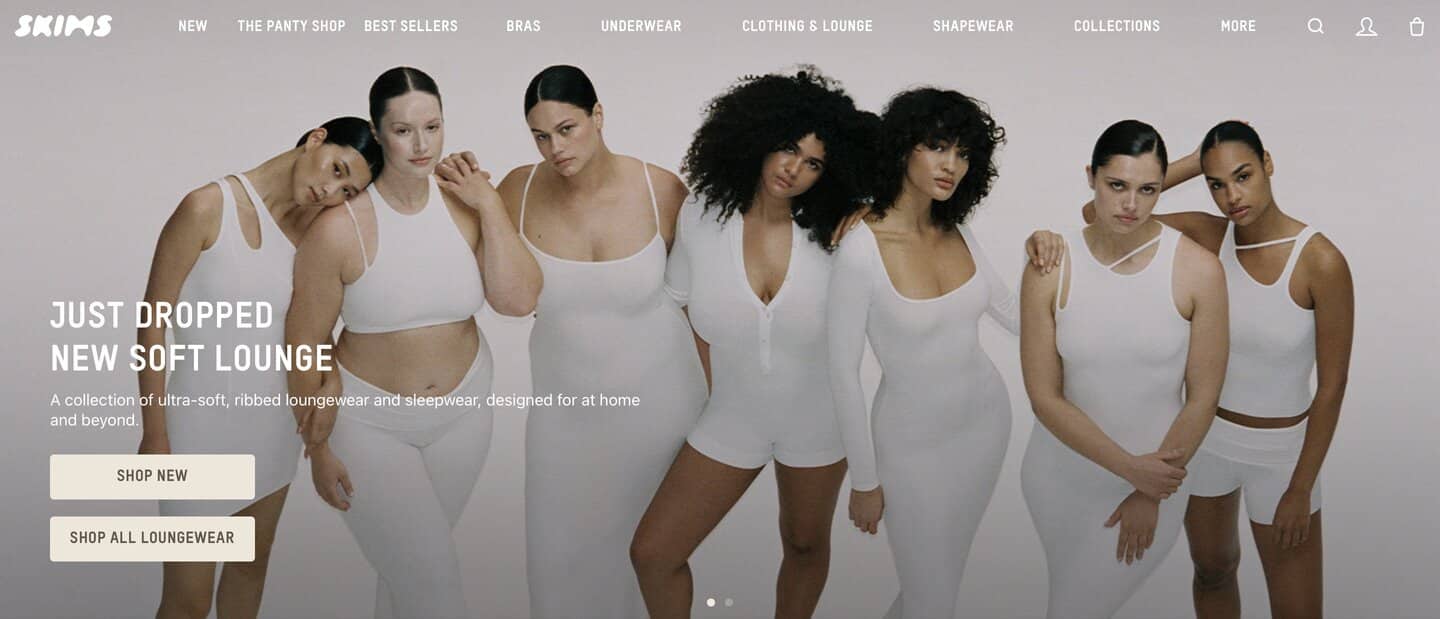 SKIMS
NEW
THE PANTY SHOP
BEST SELLERS
BRAS
UNDERWEAR
CLOTHING & LOUNGE
SHAPEWEAR
COLLECTIONS
MORE
JUST DROPPED
NEW SOFT LOUNGE
A collection of ultra-soft, ribbed loungewear and sleepwear, designed for at home
and beyond.
SHOP NEW
SHOP ALL LOUNGEWEAR